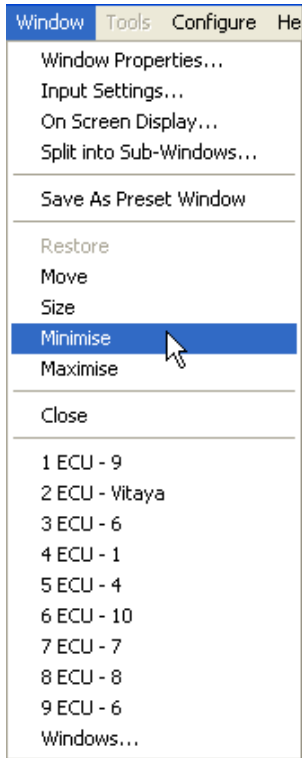 Window Tools Configure He
Window Properties...
Input Settings...
On Screen Display...
Split into Sub-Windows...
Save As Preset Window
Restore
Move
Size
Minimise
Maximise
Close
1 ECU - 9
2 ECU - Vitaya
3 ECU - 6
4 ECU - 1
5 ECU - 4
6 ECU - 10
7 ECU - 7
8 ECU - 8
9 ECU - 6
Windows...